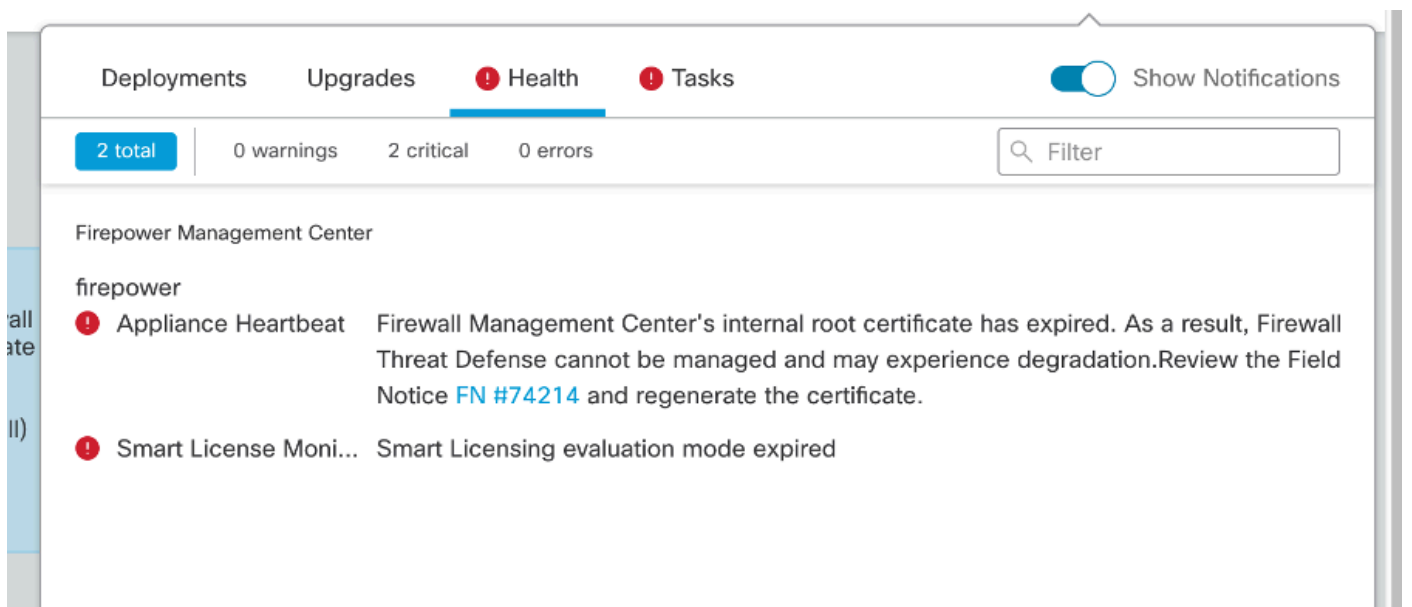 Deployments Upgrades Health Tasks Show Notifications
2 total 0 warnings 2 critical 0 errors Filter
Firepower Management Center
firepower
Appliance Heartbeat Firewall Management Center's internal root certificate has expired. As a result, Firewall
Threat Defense cannot be managed and may experience degradation.Review the Field
Notice FN #74214 and regenerate the certificate.
Smart License Moni... Smart Licensing evaluation mode expired
all
ate
ll)